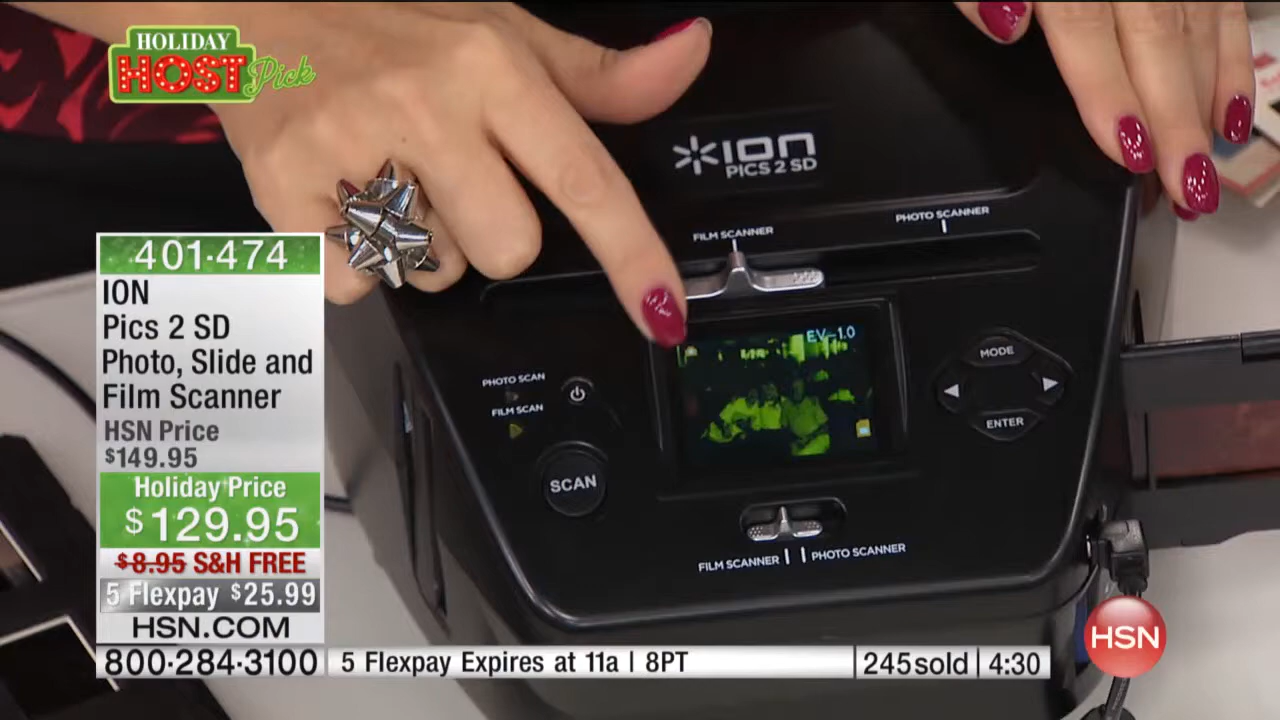 HOLIDAY
HOST Pick
401·474
ION
Pics 2 SD
Photo, Slide and
Film Scanner
HSN Price
$149.95
Holiday Price
$129.95
$8.95 S&H FREE
5 Flexpay $25.99
HSN.COM
800·284·3100
5 Flexpay Expires at 11a | 8PT
245sold
4:30
HSN
ION
PICS 2 SD
FILM SCANNER
PHOTO SCANNER
EV-1.0
PHOTO SCAN
FILM SCAN
SCAN
MODE
ENTER
FILM SCANNER
PHOTO SCANNER